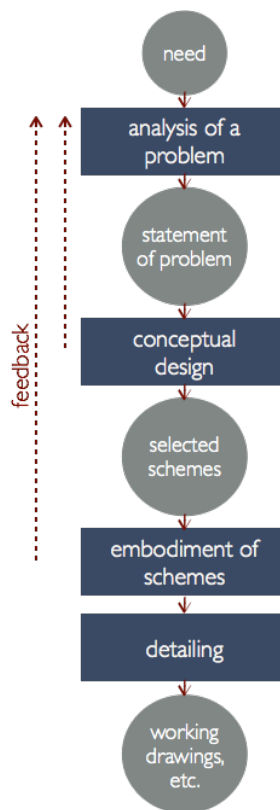 need
analysis of a
problem
statement
of problem
conceptual
design
feedback
selected
schemes
embodiment of
schemes
detailing
working
drawings,
etc.